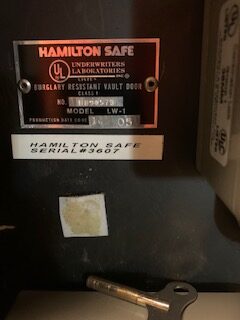 HAMILTON SAFE
UL UNDERWRITERS
LABORATORIES
INC.®
LISTED
BURGLARY RESISTANT VAULT DOOR
CLASS I
NO.
MODEL LW-1
PRODUCTION DATE CODE 05
HAMILTON SAFE
SERIAL#3607